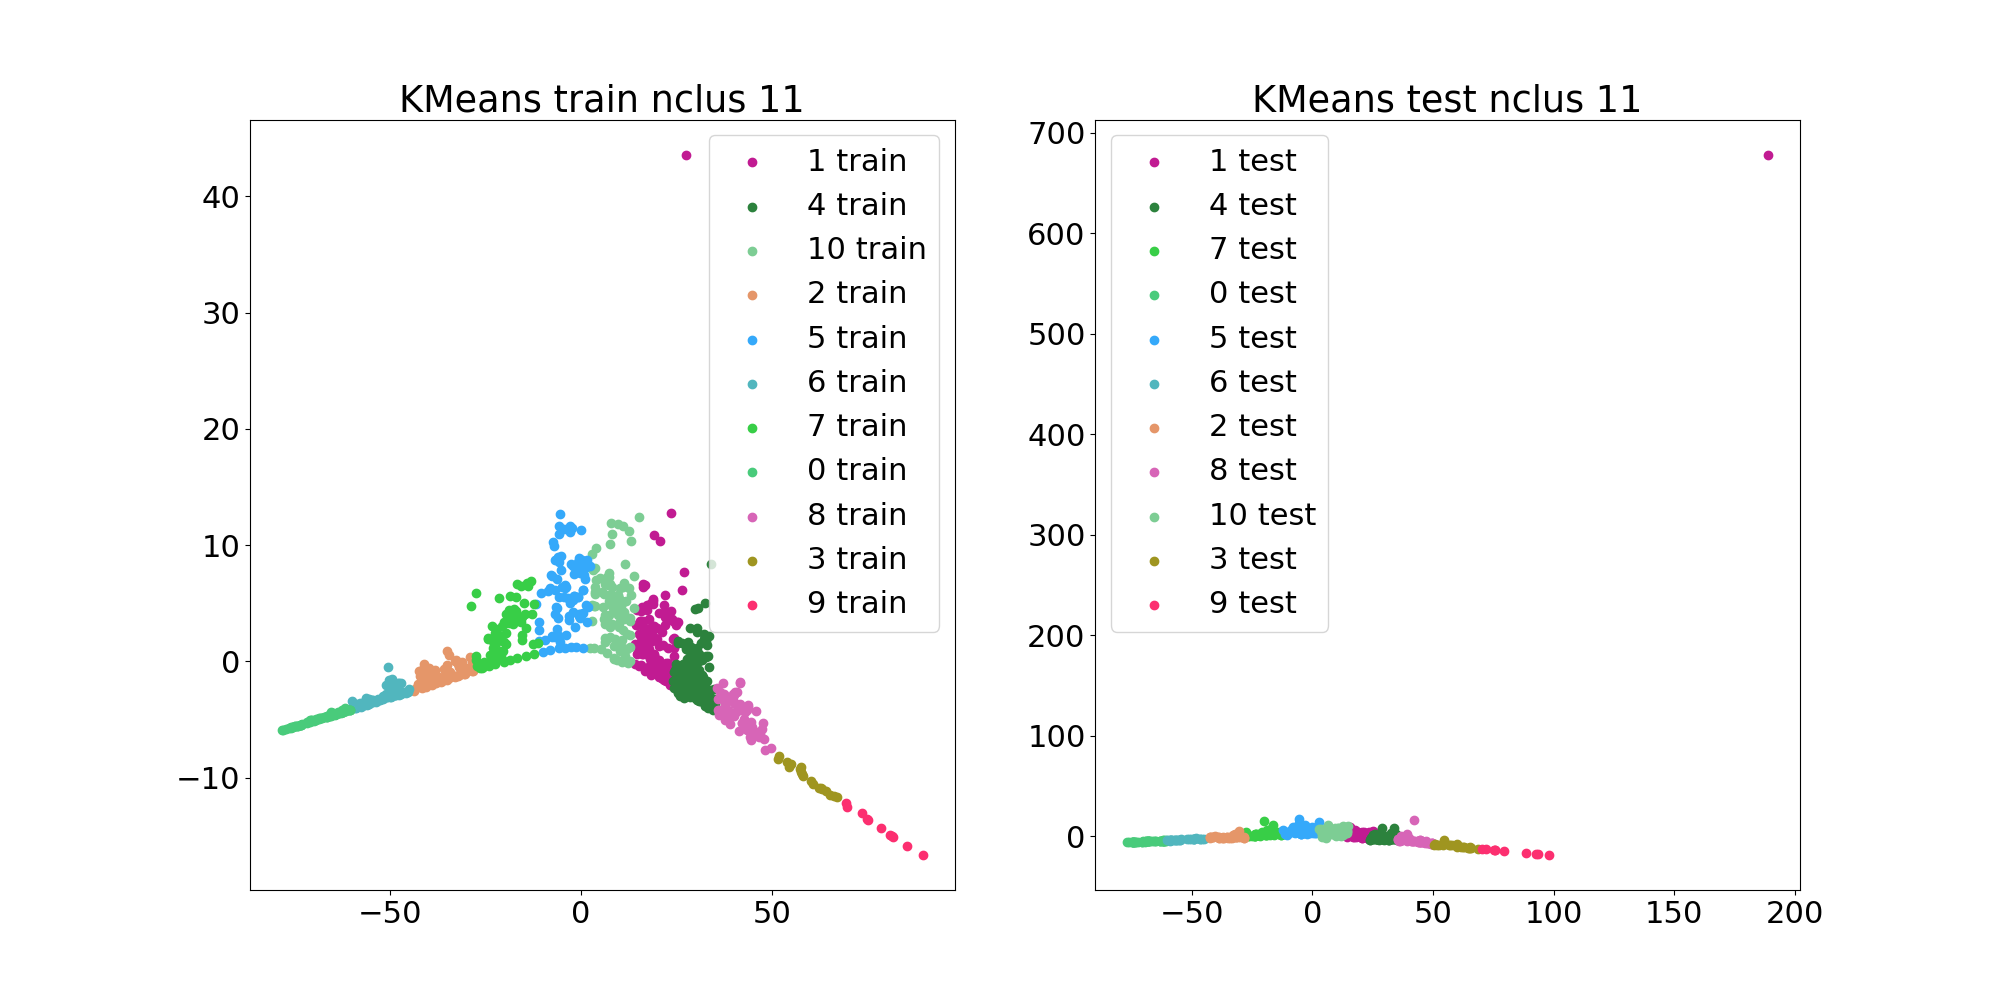 KMeans train nclus 11
40
30
20
10
0
−10
−50
0
50
1 train
4 train
10 train
2 train
5 train
6 train
7 train
0 train
8 train
3 train
9 train
KMeans test nclus 11
700
600
500
400
300
200
100
0
−50
0
50
100
150
200
1 test
4 test
7 test
0 test
5 test
6 test
2 test
8 test
10 test
3 test
9 test